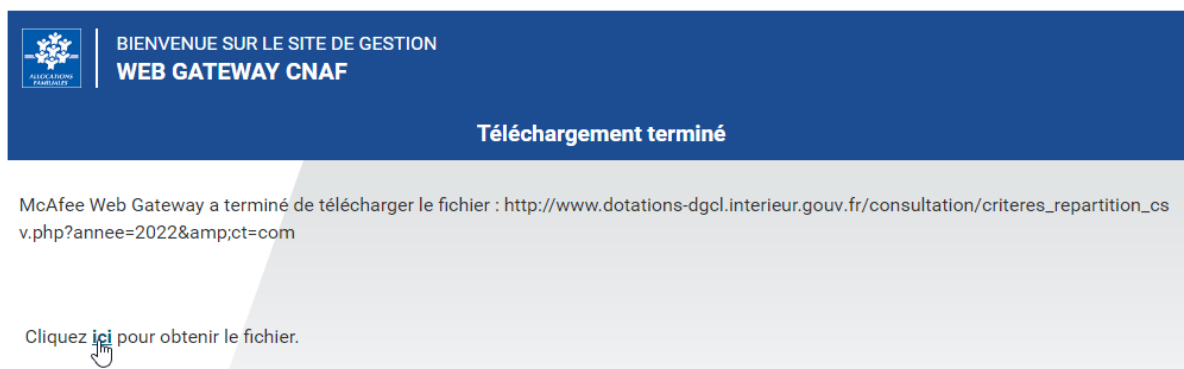 BIENVENUE SUR LE SITE DE GESTION
WEB GATEWAY CNAF
ALLOCATIONS
FAMILIALES
Téléchargement terminé
McAfee Web Gateway a terminé de télécharger le fichier : http://www.dotations-dgcl.interieur.gouv.fr/consultation/criteres_repartition_cs
v.php?annee=2022&amp;ct=com
Cliquez ici pour obtenir le fichier.